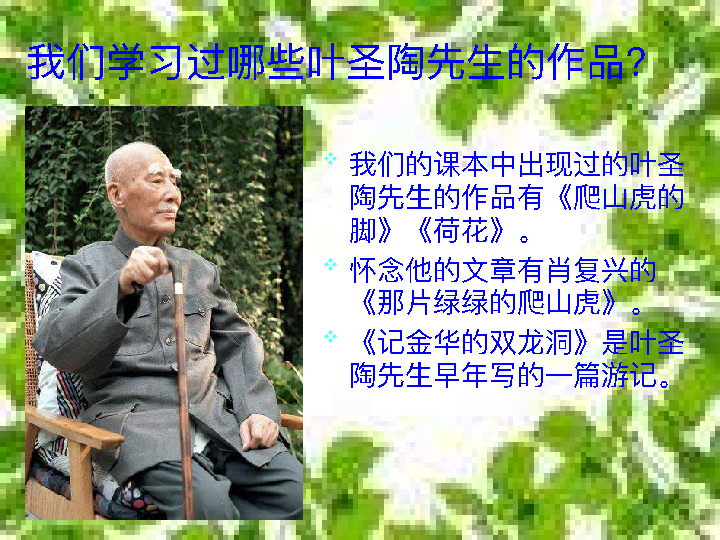 我们学习过哪些叶圣陶先生的作品?
我们的课本中出现过的叶圣
陶先生的作品有《爬山虎的
脚》《荷花》。
怀念他的文章有肖复兴的
《那片绿绿的爬山虎》。
《记金华的双龙洞》是叶圣
陶先生早年写的一篇游记。